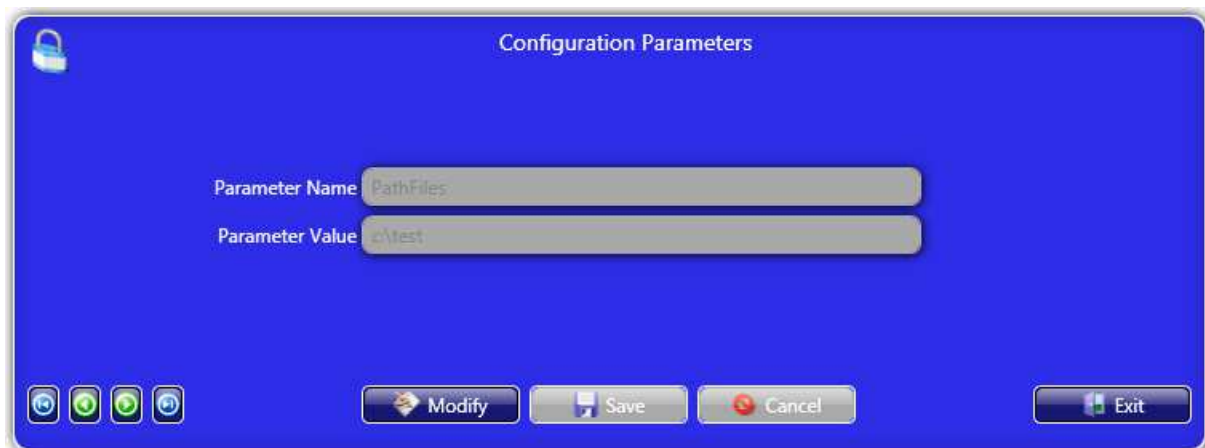 Configuration Parameters
Parameter Name PathFiles
Parameter Value c\test
Modify Save Cancel Exit